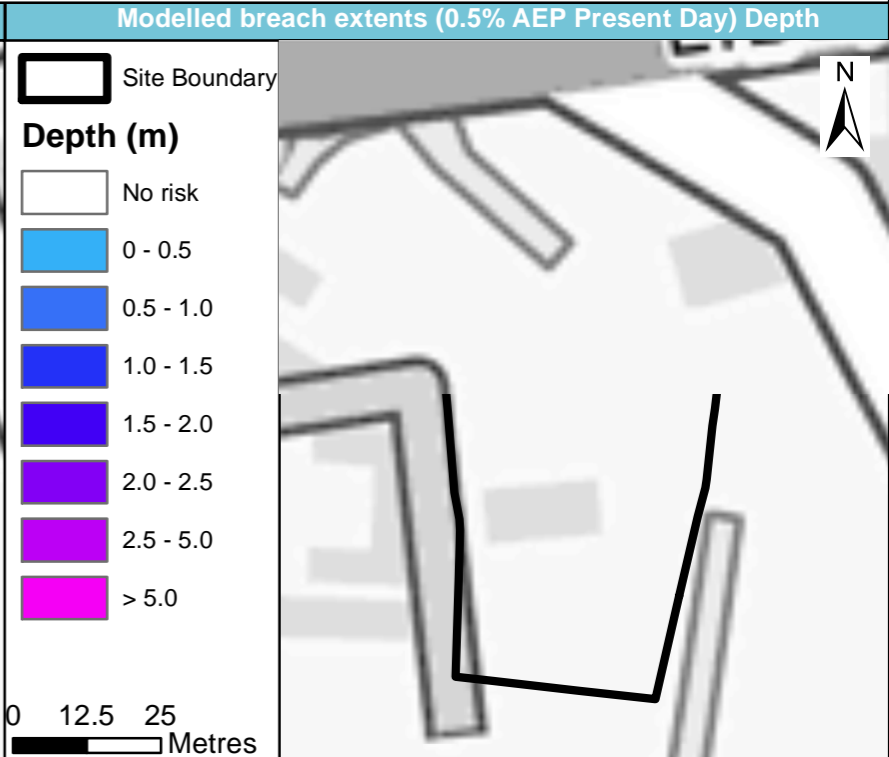 Modelled breach extents (0.5% AEP Present Day) Depth
Site Boundary
Depth (m)
No risk
0 - 0.5
0.5 - 1.0
1.0 - 1.5
1.5 - 2.0
2.0 - 2.5
2.5 - 5.0
> 5.0
0 12.5 25
Metres
N